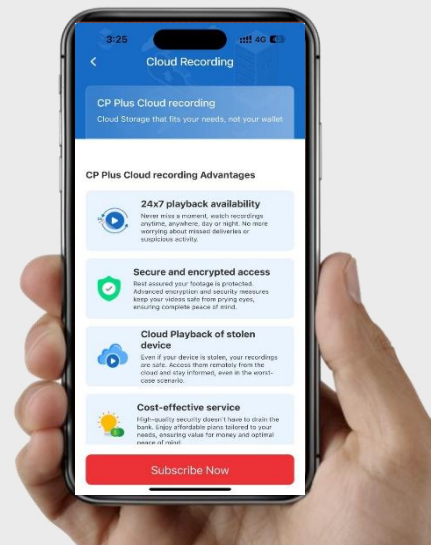 3:25
4G
Cloud Recording
CP Plus Cloud recording
Cloud Storage that fits your needs, not your wallet
CP Plus Cloud recording Advantages
24x7 playback availability
Never miss a moment, watch recordings
anytime, anywhere, day or night. No more
worrying about missed deliveries or
suspicious activity.
Secure and encrypted access
Rest assured your footage is protected.
Advanced encryption and security measures
keep your videos safe from prying eyes,
ensuring complete peace of mind.
Cloud Playback of stolen
device
Even if your device is stolen, your recordings
are safe. Access them remotely from the
cloud and stay informed, even in the worst-
case scenario.
Cost-effective service
High-quality security doesn't have to drain the
bank. Enjoy affordable plans tailored to your
needs, ensuring value for money and optimal
peace of mind.
Subscribe Now